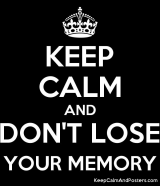 KEEP
CALM
AND
DON'T LOSE
YOUR MEMORY
KeepCalmAndPosters.com